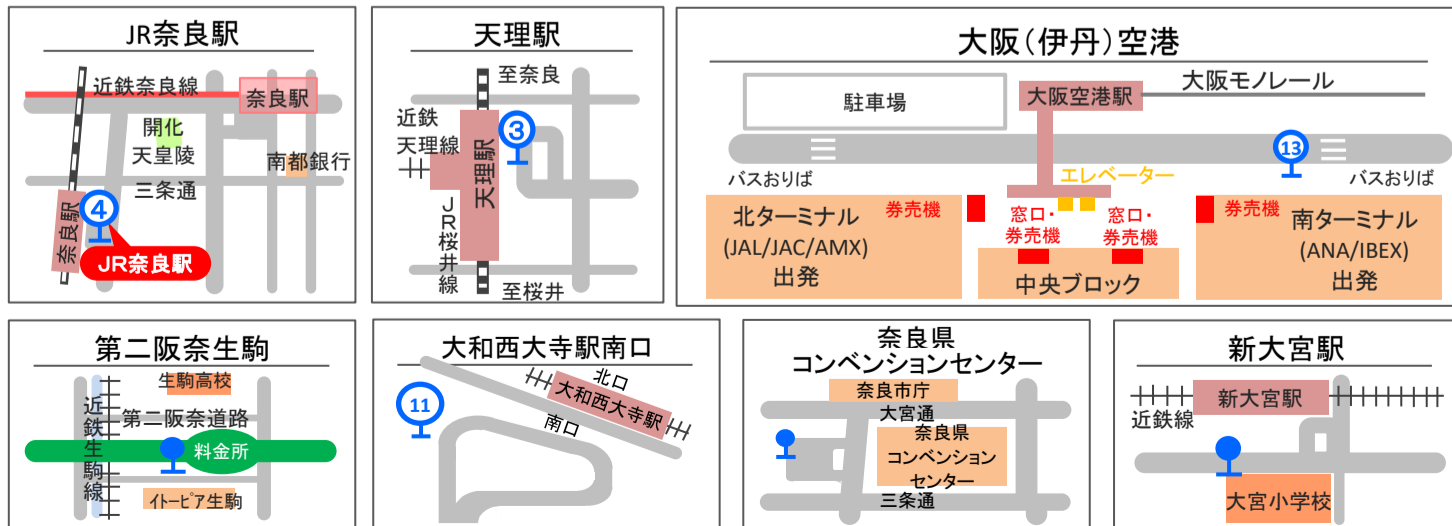 JR奈良駅
近鉄奈良線
奈良駅
開化
天皇陵
南都銀行
三条通
奈良駅
④
JR奈良駅
天理駅
至奈良
近鉄
天理線
③
天理駅
JR桜井線
至桜井
大阪(伊丹)空港
駐車場
大阪空港駅
大阪モノレール
13
バスおりば
エレベーター
バスおりば
北ターミナル
(JAL/JAC/AMX)
出発
券売機
窓口・
券売機
窓口・
券売機
中央ブロック
券売機
南ターミナル
(ANA/IBEX)
出発
第二阪奈生駒
生駒高校
第二阪奈道路
近鉄生駒線
料金所
イトーピア生駒
大和西大寺駅南口
北口
大和西大寺駅
南口
11
奈良県
コンベンションセンター
奈良市庁
大宮通
奈良県
コンベンション
センター
三条通
新大宮駅
新大宮駅
近鉄線
大宮小学校